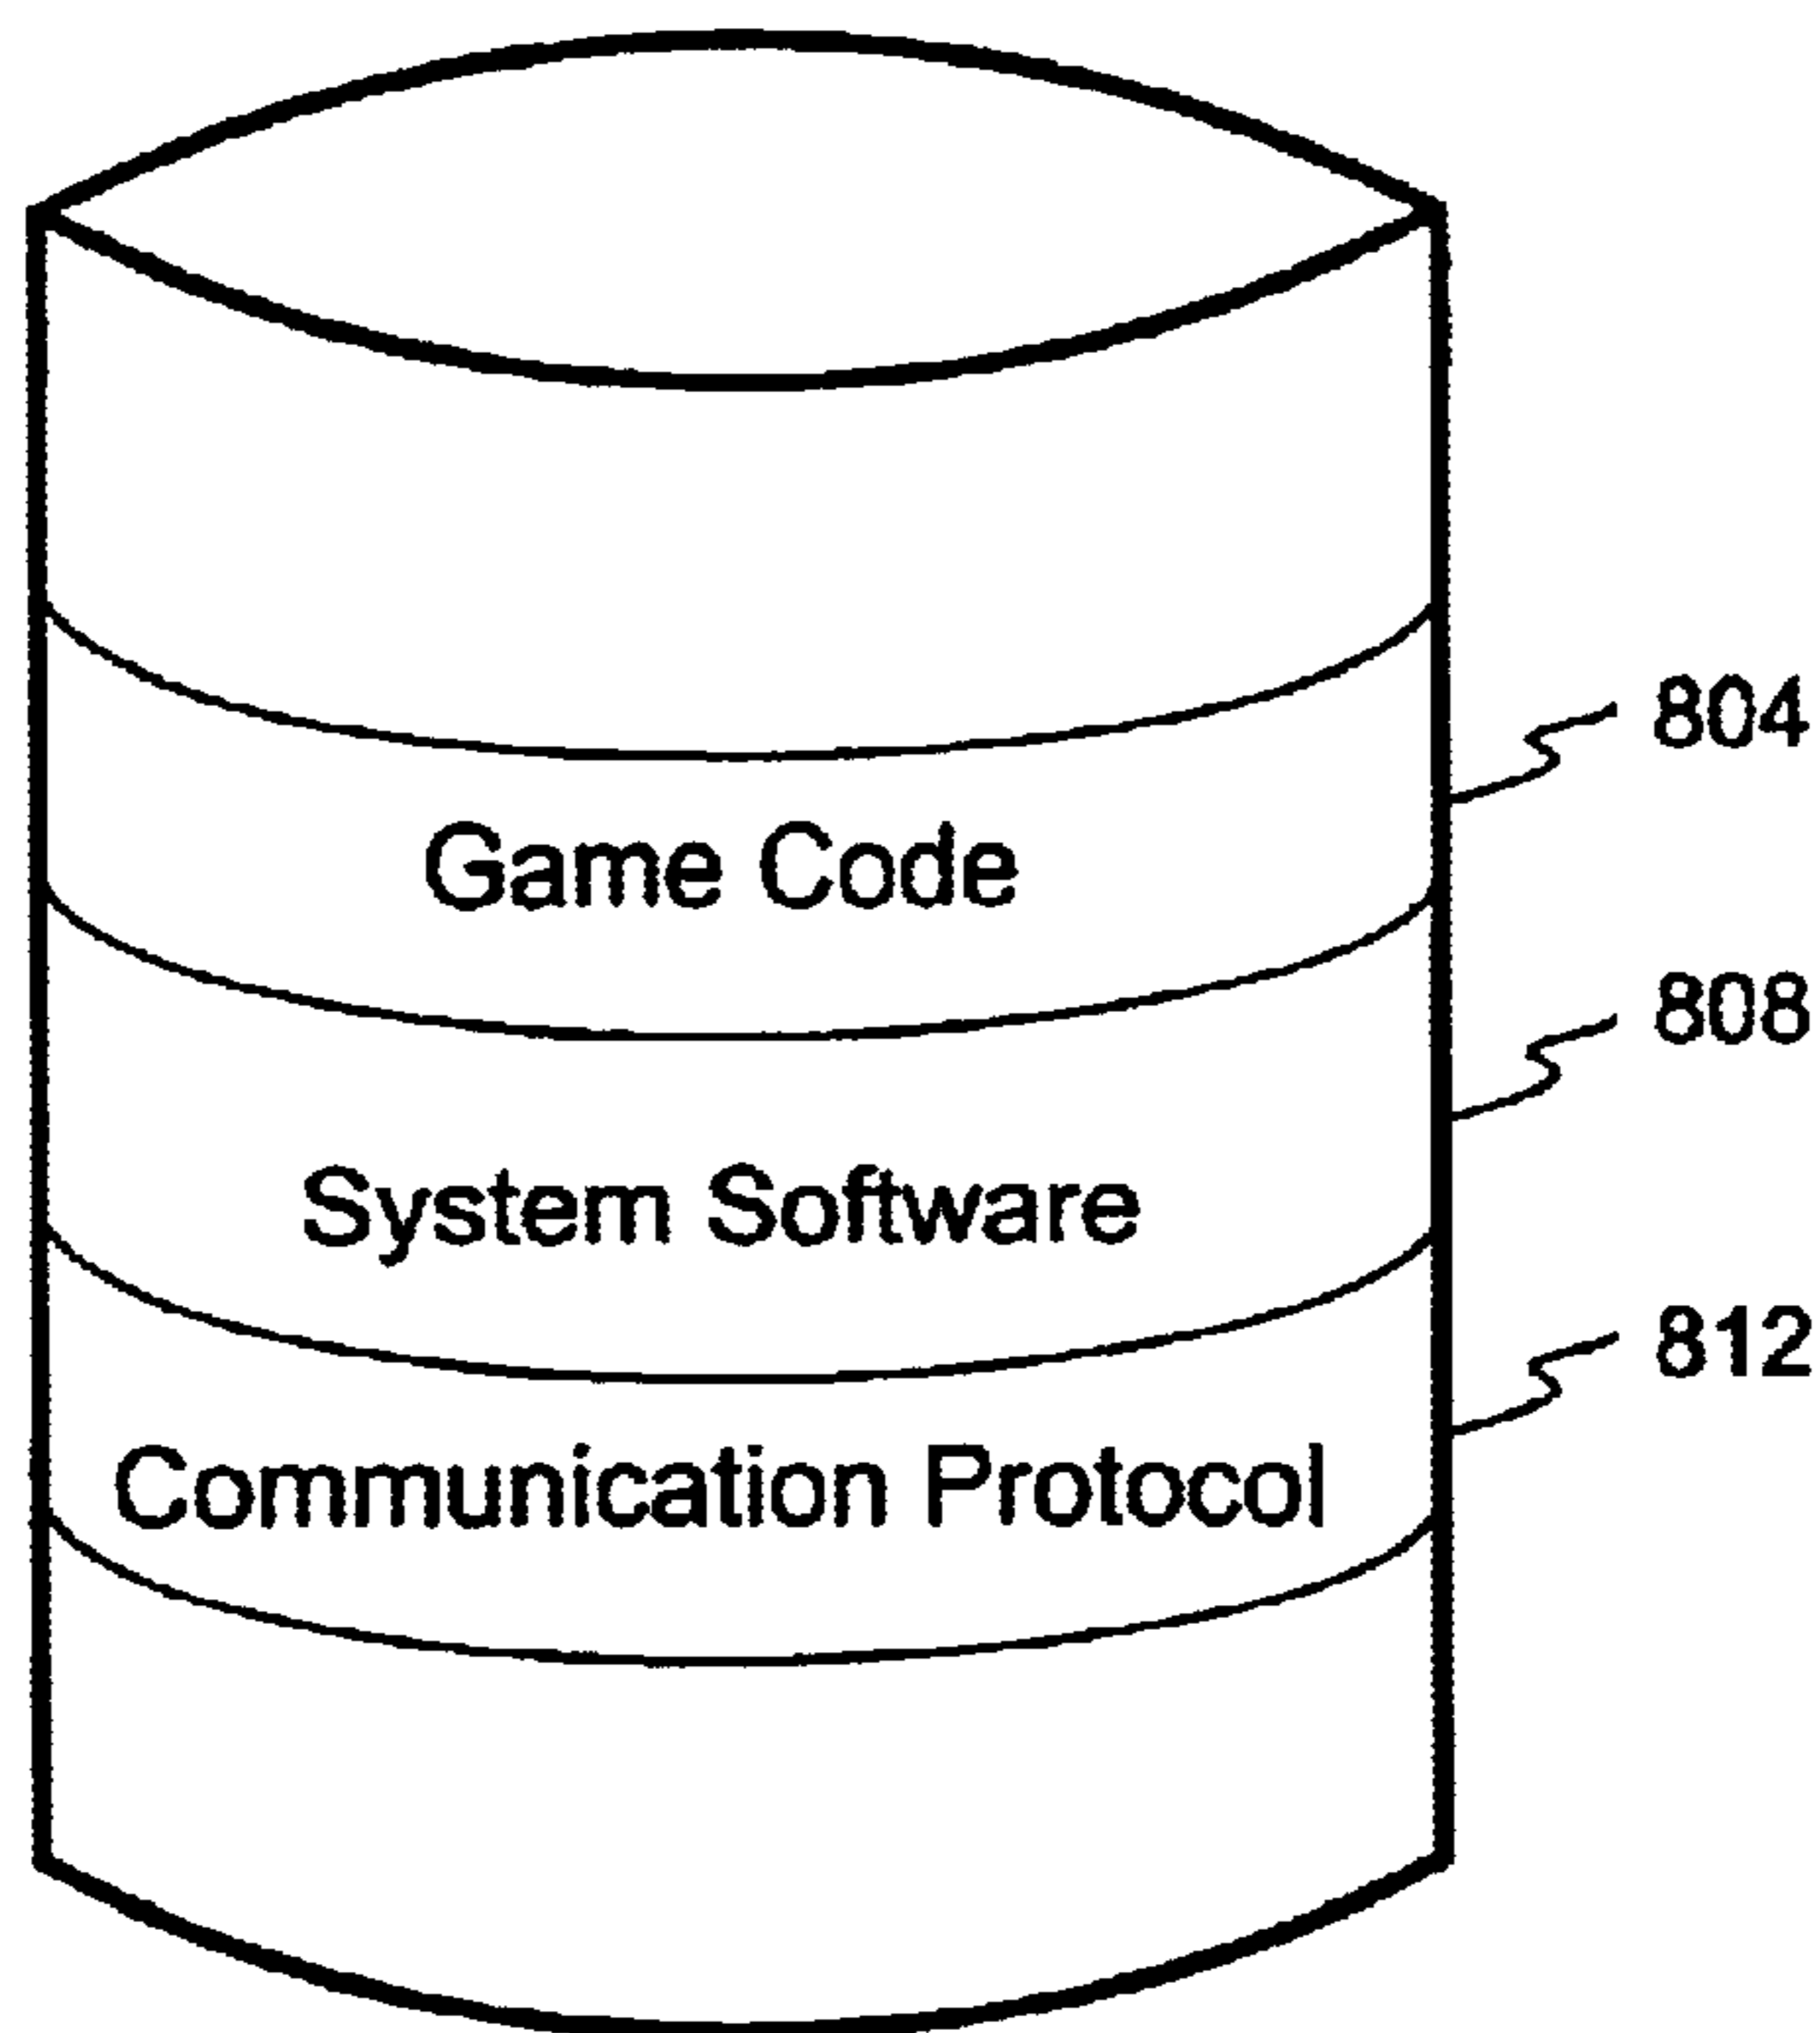 804
Game Code
808
System Software
812
Communication Protocol